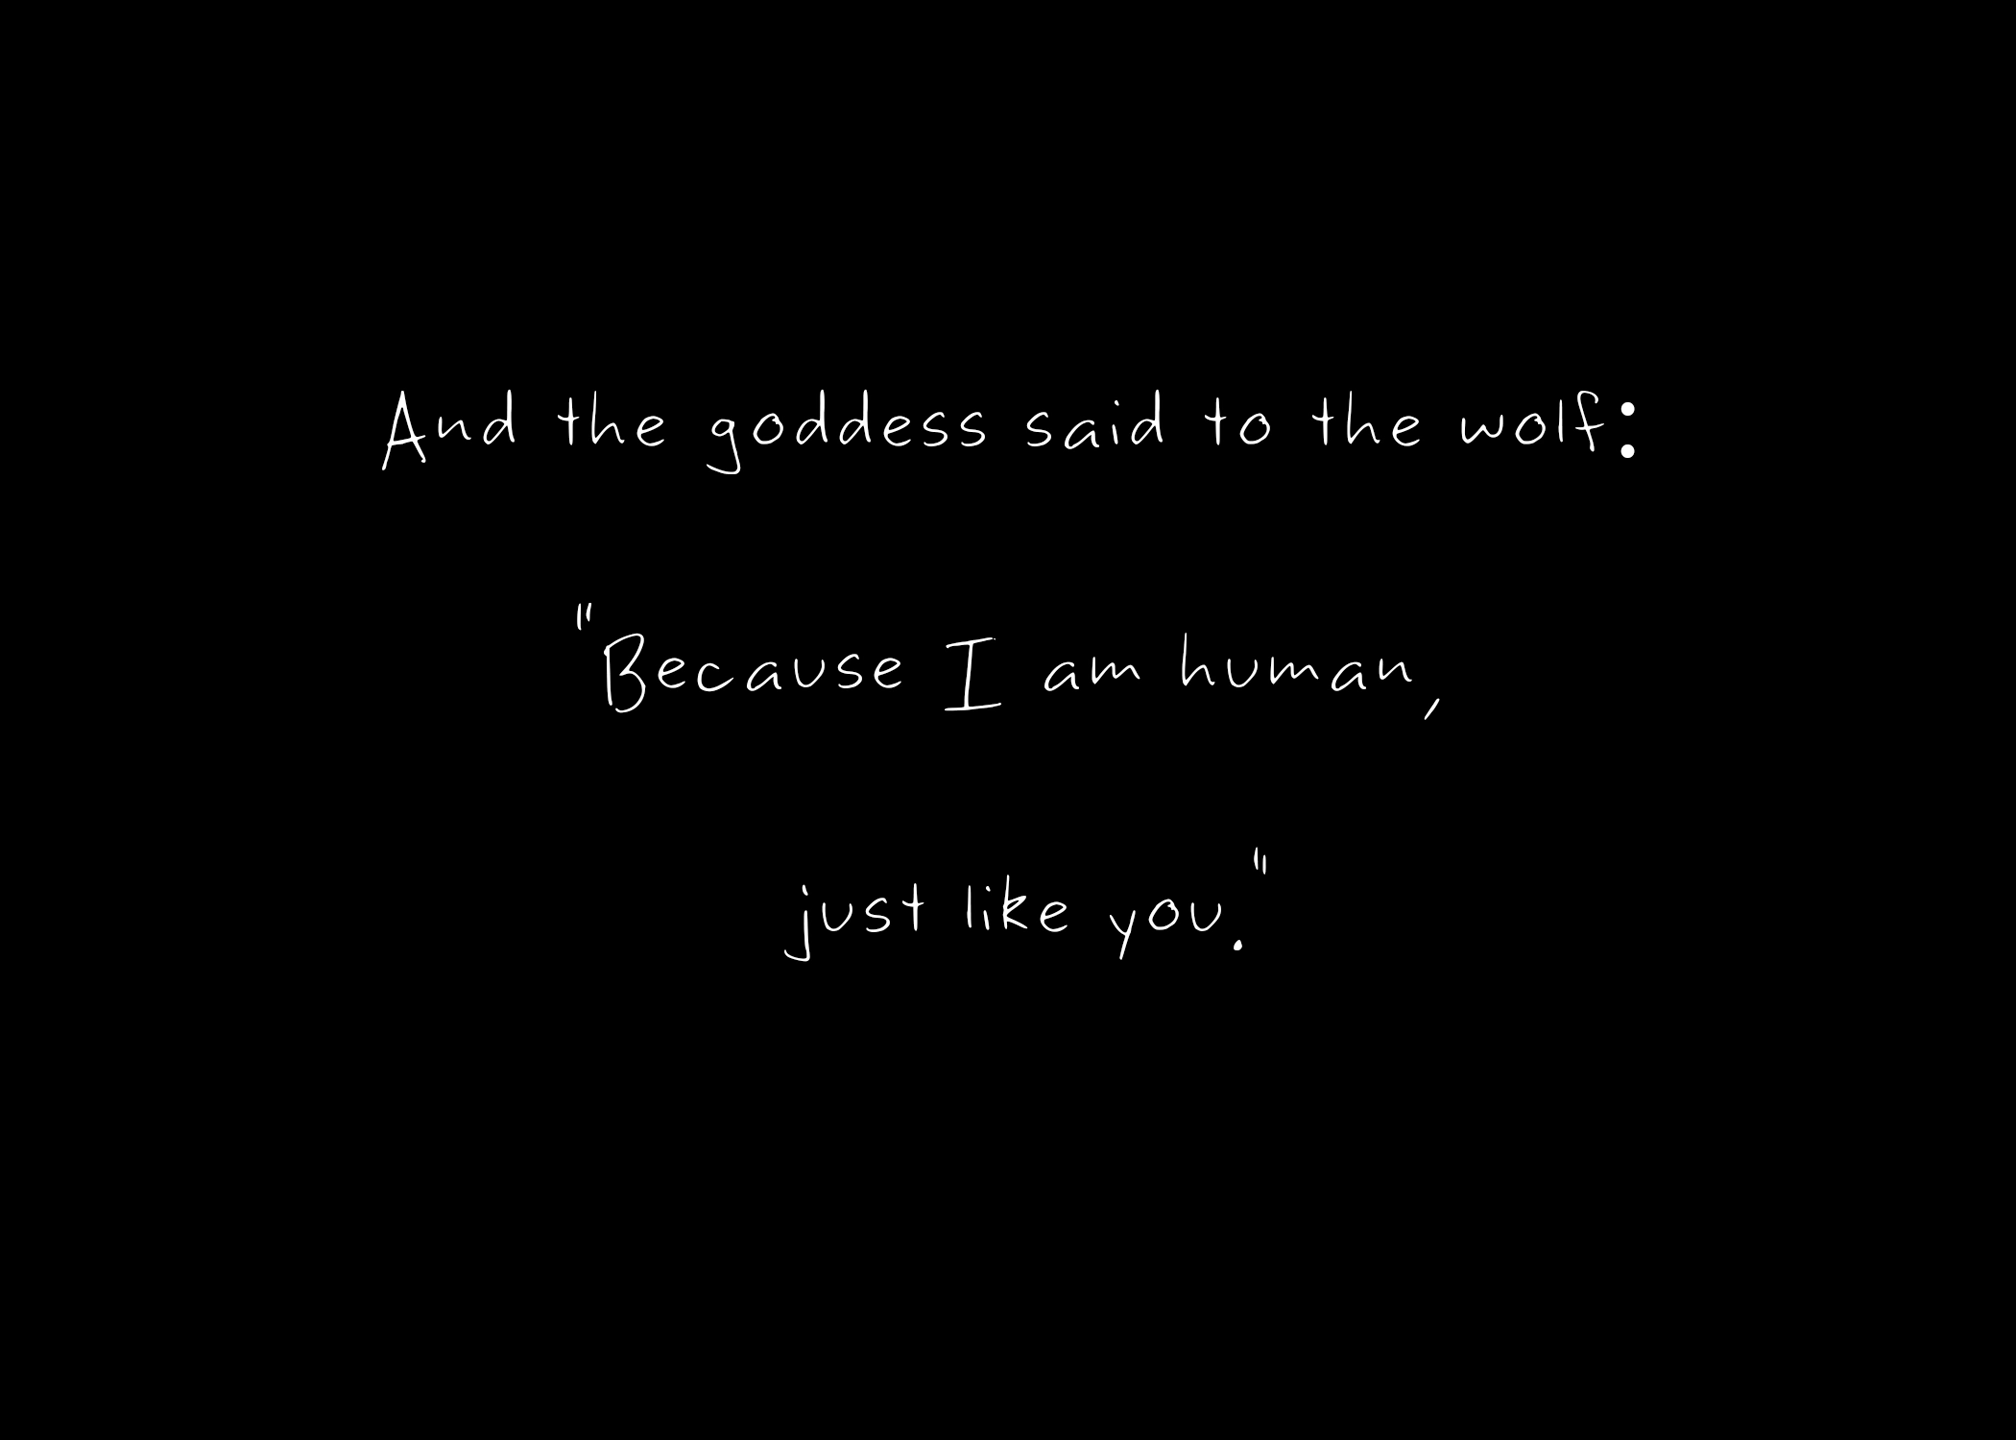 And the goddess said to the wolf:
"Because I am human,
just like you."